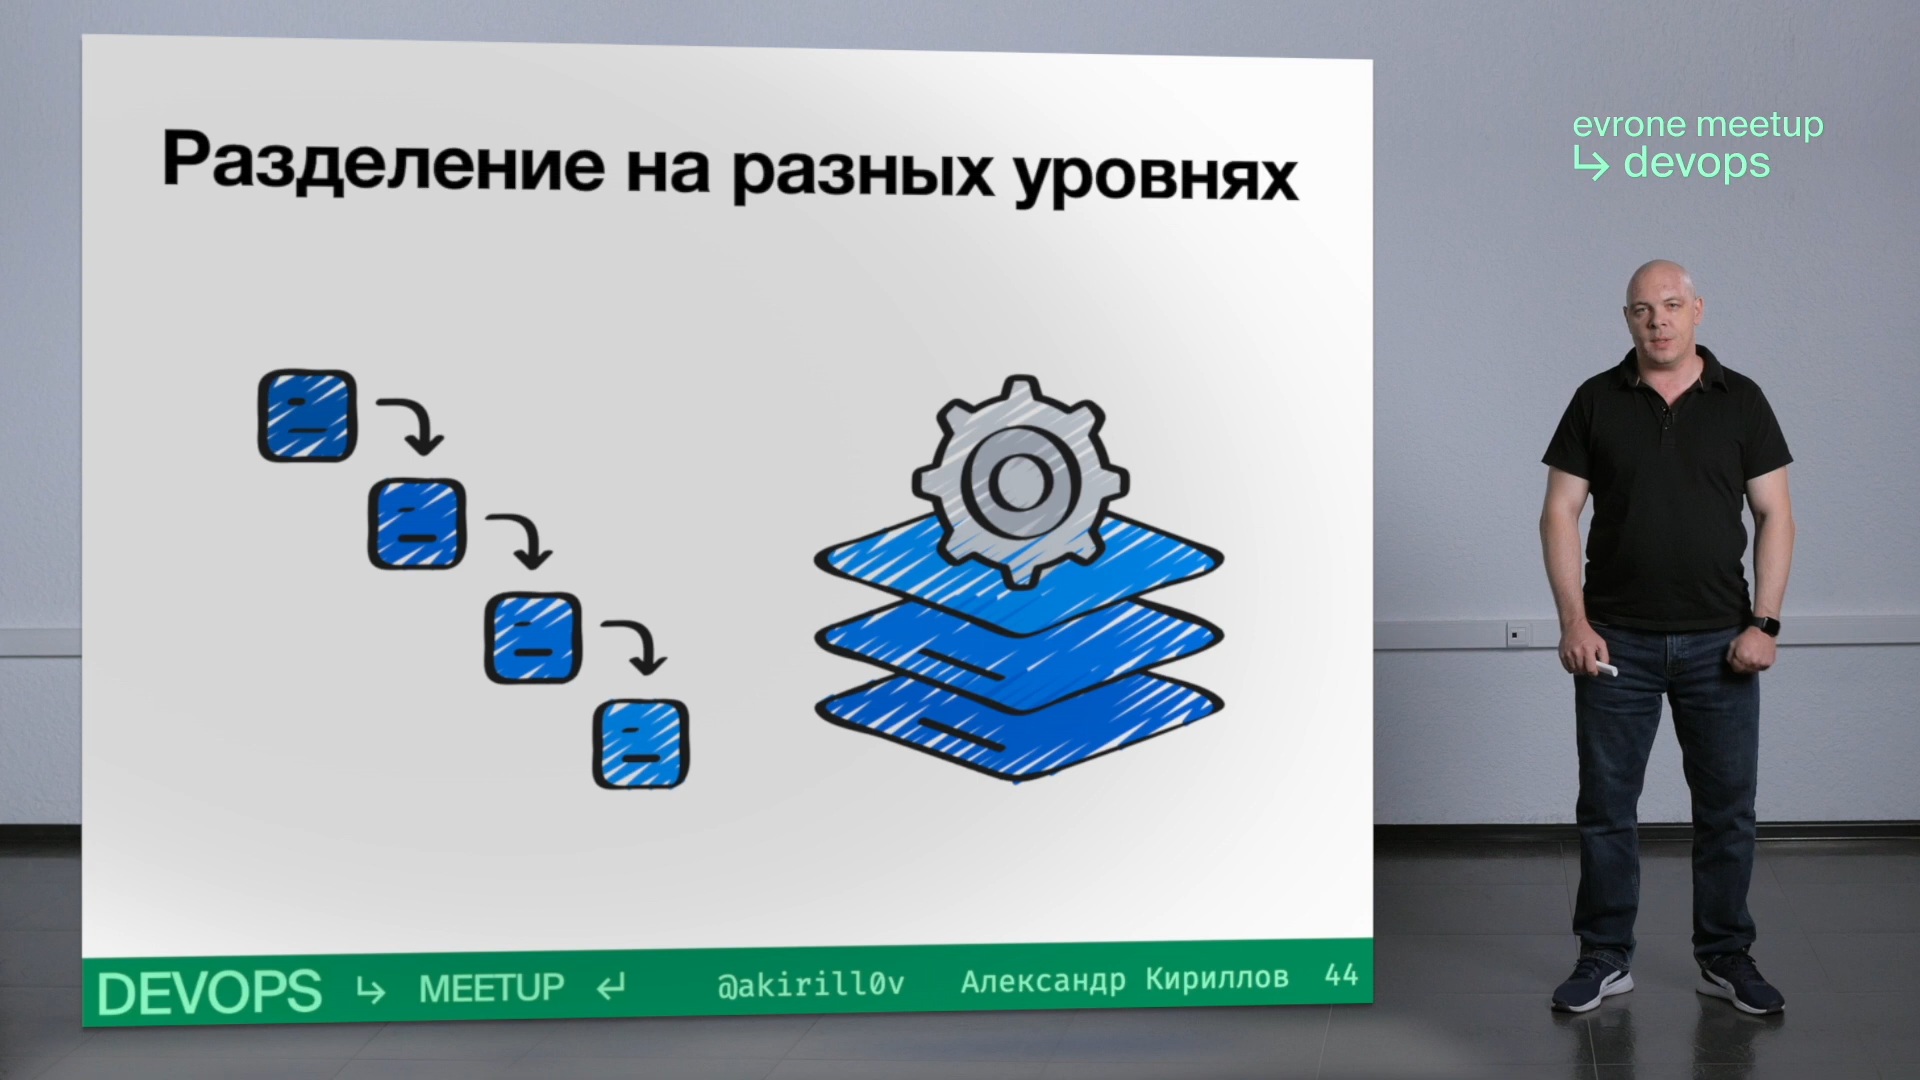 Разделение на разных уровнях
evrone meetup
↳ devops
DEVOPS ↳ MEETUP ↵ @akirill0v Александр Кириллов 44